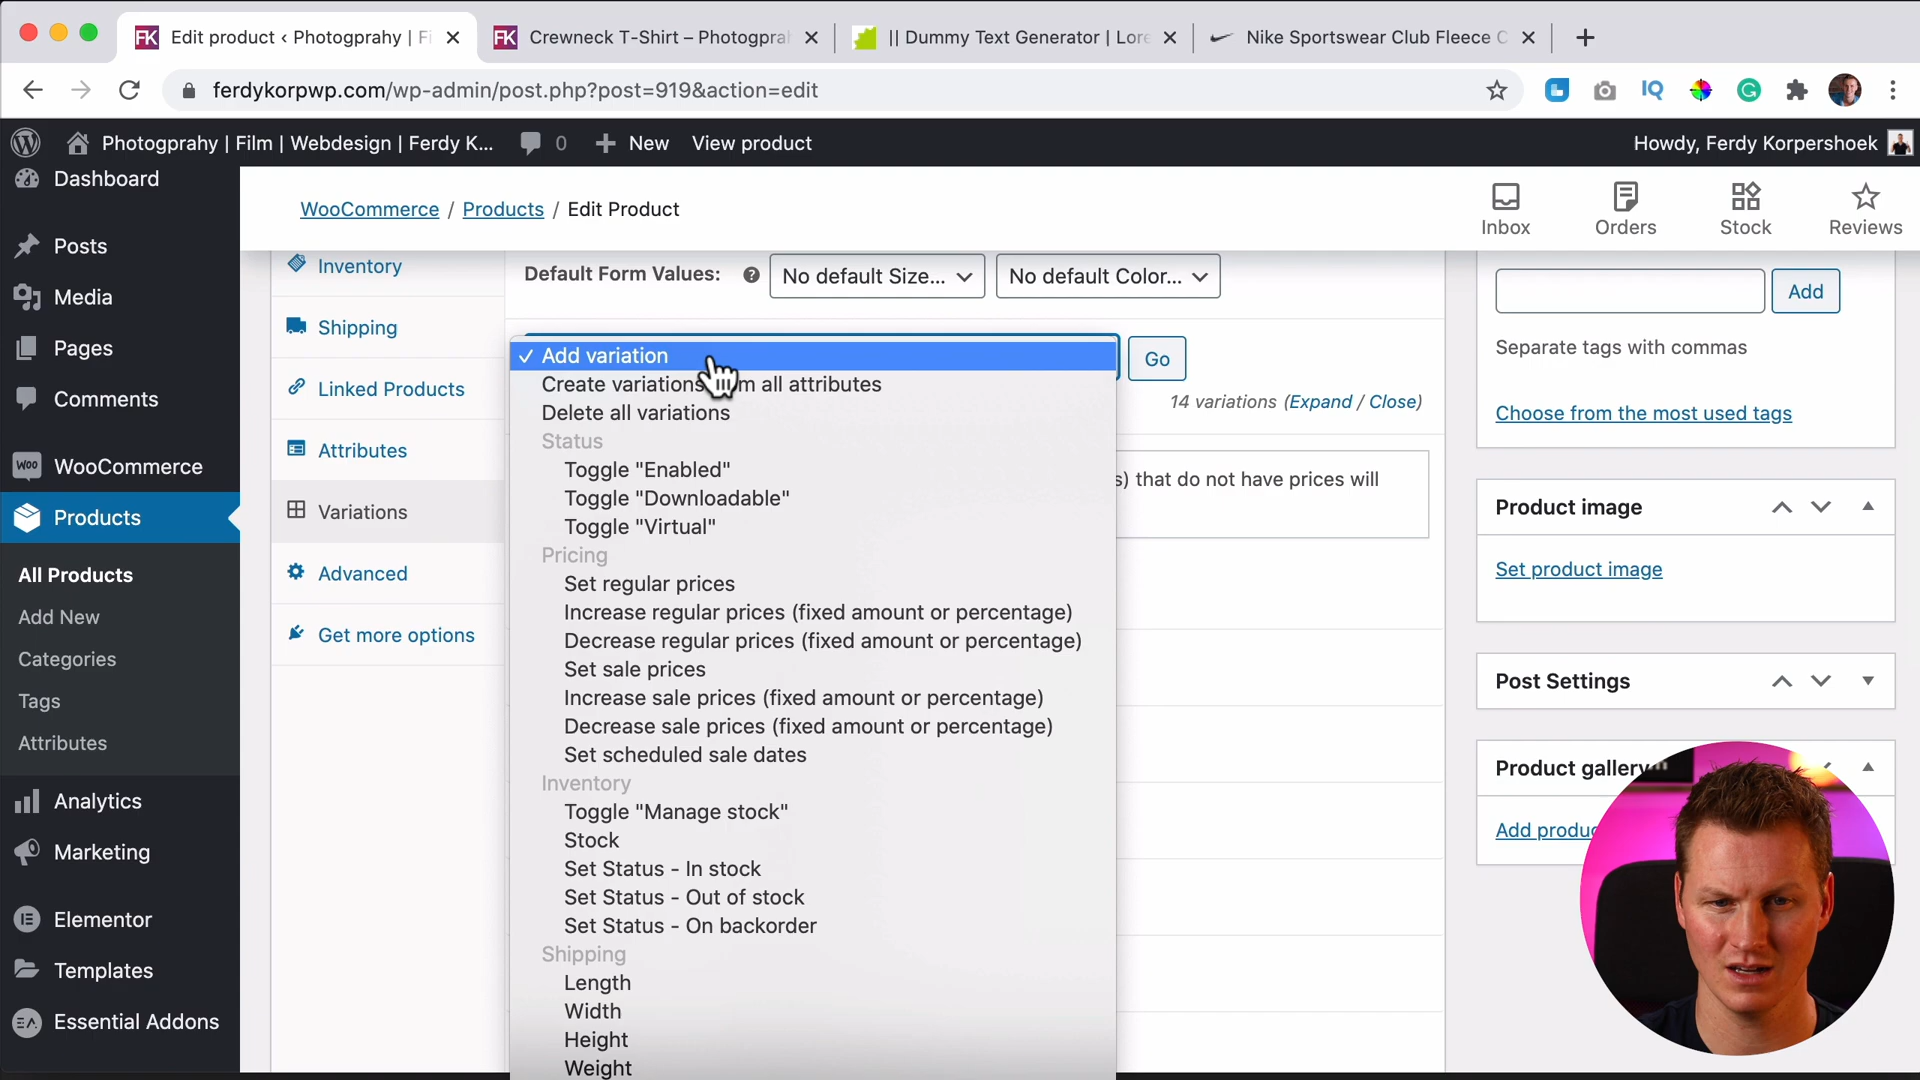 Edit product ‹ Photogprahy | Fi
Crewneck T-Shirt – Photogprah
|| Dummy Text Generator | Lore
Nike Sportswear Club Fleece C
ferdykorpwp.com/wp-admin/post.php?post=919&action=edit
IQ
Photogprahy | Film | Webdesign | Ferdy K...
0
New
View product
Howdy, Ferdy Korpershoek
Dashboard
Posts
Media
Pages
Comments
WooCommerce
Products
All Products
Add New
Categories
Tags
Attributes
Analytics
Marketing
Elementor
Templates
Essential Addons
WooCommerce / Products / Edit Product
Inbox
Orders
Stock
Reviews
Inventory
Shipping
Linked Products
Attributes
Variations
Advanced
Get more options
Default Form Values:
No default Size...
No default Color...
Add variation
Create variations m all attributes
Delete all variations
Status
Toggle "Enabled"
Toggle "Downloadable"
Toggle "Virtual"
Pricing
Set regular prices
Increase regular prices (fixed amount or percentage)
Decrease regular prices (fixed amount or percentage)
Set sale prices
Increase sale prices (fixed amount or percentage)
Decrease sale prices (fixed amount or percentage)
Set scheduled sale dates
Inventory
Toggle "Manage stock"
Stock
Set Status - In stock
Set Status - Out of stock
Set Status - On backorder
Shipping
Length
Width
Height
Weight
Go
14 variations (Expand / Close)
s) that do not have prices will
Add
Separate tags with commas
Choose from the most used tags
Product image
Set product image
Post Settings
Product gallery
Add produc